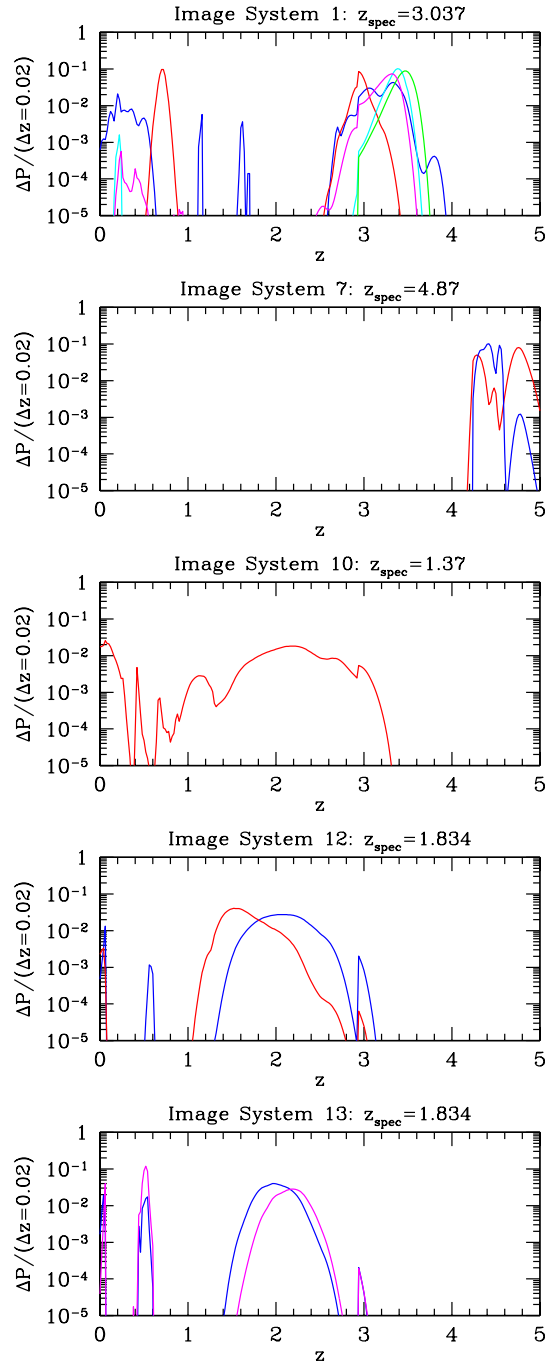 Image System 1: z_spec=3.037
1
10^-1
10^-2
10^-3
10^-4
10^-5
ΔP/(Δz=0.02)
0 1 2 3 4 5
z
Image System 7: z_spec=4.87
1
10^-1
10^-2
10^-3
10^-4
10^-5
ΔP/(Δz=0.02)
0 1 2 3 4 5
z
Image System 10: z_spec=1.37
1
10^-1
10^-2
10^-3
10^-4
10^-5
ΔP/(Δz=0.02)
0 1 2 3 4 5
z
Image System 12: z_spec=1.834
1
10^-1
10^-2
10^-3
10^-4
10^-5
ΔP/(Δz=0.02)
0 1 2 3 4 5
z
Image System 13: z_spec=1.834
1
10^-1
10^-2
10^-3
10^-4
10^-5
ΔP/(Δz=0.02)
0 1 2 3 4 5
z